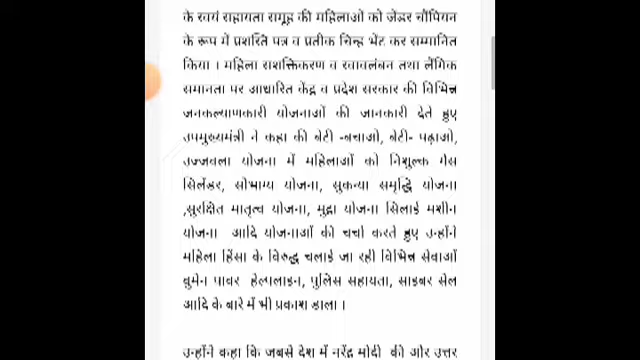 के स्वयं सहायता समूह की महिलाओं को जेंडर चौंपियन
के रूप में प्रशस्ति पत्र व प्रतीक चिन्ह भेंट कर सम्मानित
किया । महिला सशक्तिकरण व स्वावलंबन तथा लैंगिक
समानता पर आधारित केंद्र व प्रदेश सरकार की विभिन्न
जनकल्याणकारी योजनाओं की जानकारी देते हुए
उपमुख्यमंत्री ने कहा की बेटी -बचाओ, बेटी- पढ़ाओ,
उज्जवला योजना में महिलाओं को निशुल्क गैस
सिलेंडर, सोभाग्य योजना, सुकन्या समृद्धि योजना
,सुरक्षित मातृत्व योजना, मुद्रा योजना सिलाई मशीन
योजना आदि योजनाओं की चर्चा करते हुए उन्होंने
महिला हिंसा के विरुद्ध चलाई जा रही विभिन्न सेवाओं
वुमेन पावर हेल्पलाइन, पुलिस सहायता, साइबर सेल
आदि के बारे में भी प्रकाश डाला ।
उन्होंने कहा कि जबसे देश में नरेंद्र मोदी की और उत्तर